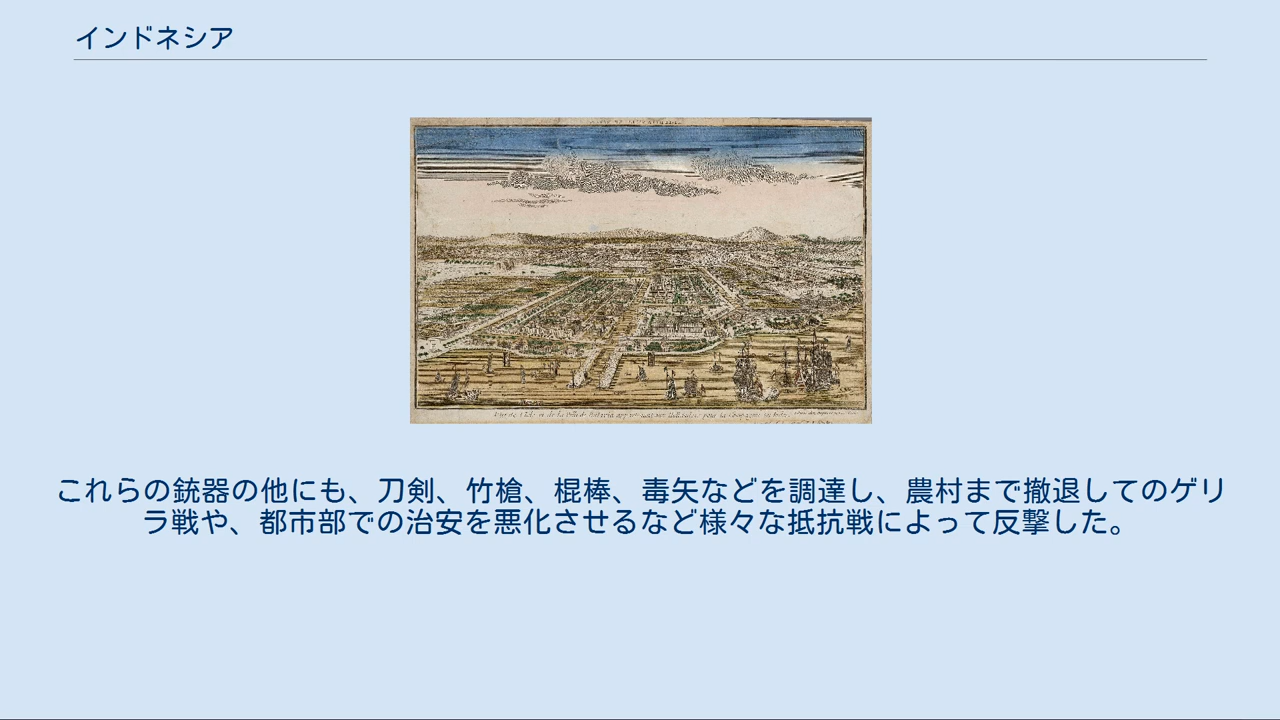 インドネシア
これらの銃器の他にも、刀剣、竹槍、棍棒、毒矢などを調達し、農村まで撤退してのゲリ
ラ戦や、都市部での治安を悪化させるなど様々な抵抗戦によって反撃した。